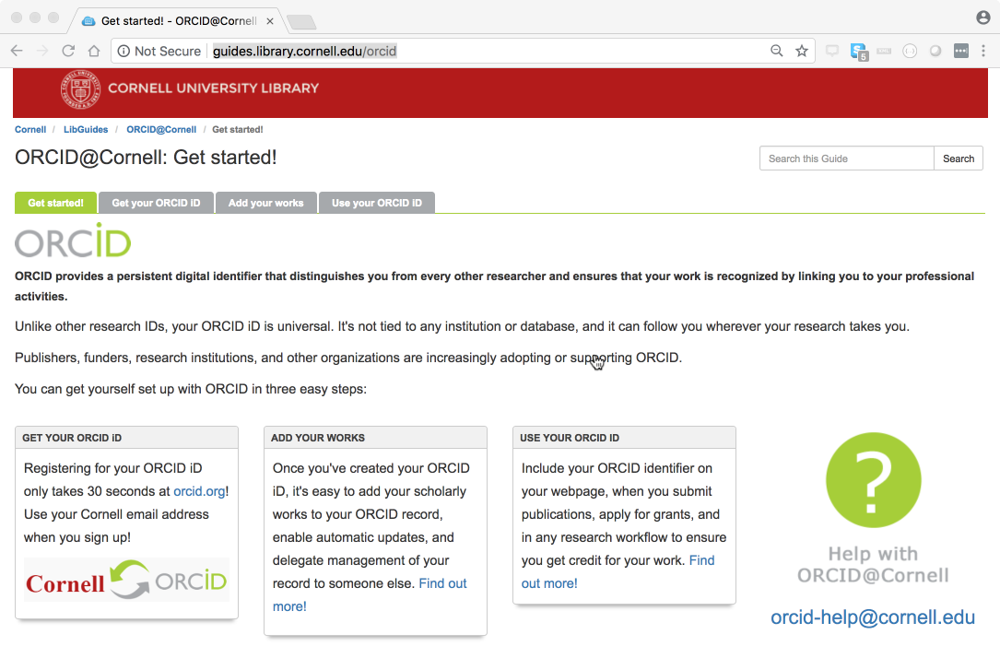 Get started! - ORCID@Cornell
Not Secure
guides.library.cornell.edu/orcid
5
CORNELL UNIVERSITY LIBRARY
Cornell / LibGuides / ORCID@Cornell / Get started!
ORCID@Cornell: Get started!
Search this Guide
Search
Get started!
Get your ORCID iD
Add your works
Use your ORCID iD
ORCiD
ORCID provides a persistent digital identifier that distinguishes you from every other researcher and ensures that your work is recognized by linking you to your professional
activities.
Unlike other research IDs, your ORCID iD is universal. It's not tied to any institution or database, and it can follow you wherever your research takes you.
Publishers, funders, research institutions, and other organizations are increasingly adopting or supporting ORCID.
You can get yourself set up with ORCID in three easy steps:
GET YOUR ORCID iD
Registering for your ORCID iD
only takes 30 seconds at orcid.org!
Use your Cornell email address
when you sign up!
Cornell ORCiD
ADD YOUR WORKS
Once you've created your ORCID
iD, it's easy to add your scholarly
works to your ORCID record,
enable automatic updates, and
delegate management of your
record to someone else. Find out
more!
USE YOUR ORCID ID
Include your ORCID identifier on
your webpage, when you submit
publications, apply for grants, and
in any research workflow to ensure
you get credit for your work. Find
out more!
?
Help with
ORCID@Cornell
orcid-help@cornell.edu